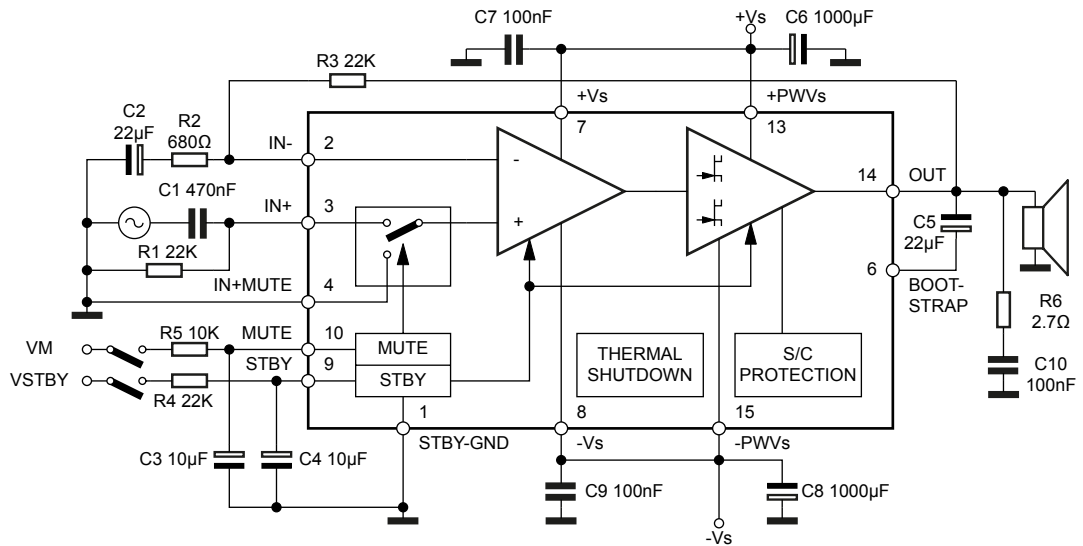 C7 100nF
+Vs
C6 1000µF
R3 22K
+Vs
+PWVs
C2
22µF
R2
680Ω
IN-
2
7
13
-
14
OUT
C1 470nF
IN+
3
+
C5
22µF
R1 22K
IN+MUTE
4
6
BOOT-
STRAP
R6
2.7Ω
VM
R5 10K
MUTE
10
MUTE
THERMAL
SHUTDOWN
S/C
PROTECTION
C10
100nF
VSTBY
STBY
9
STBY
R4 22K
1
8
15
STBY-GND
-Vs
-PWVs
C3 10µF
C4 10µF
C9 100nF
C8 1000µF
-Vs